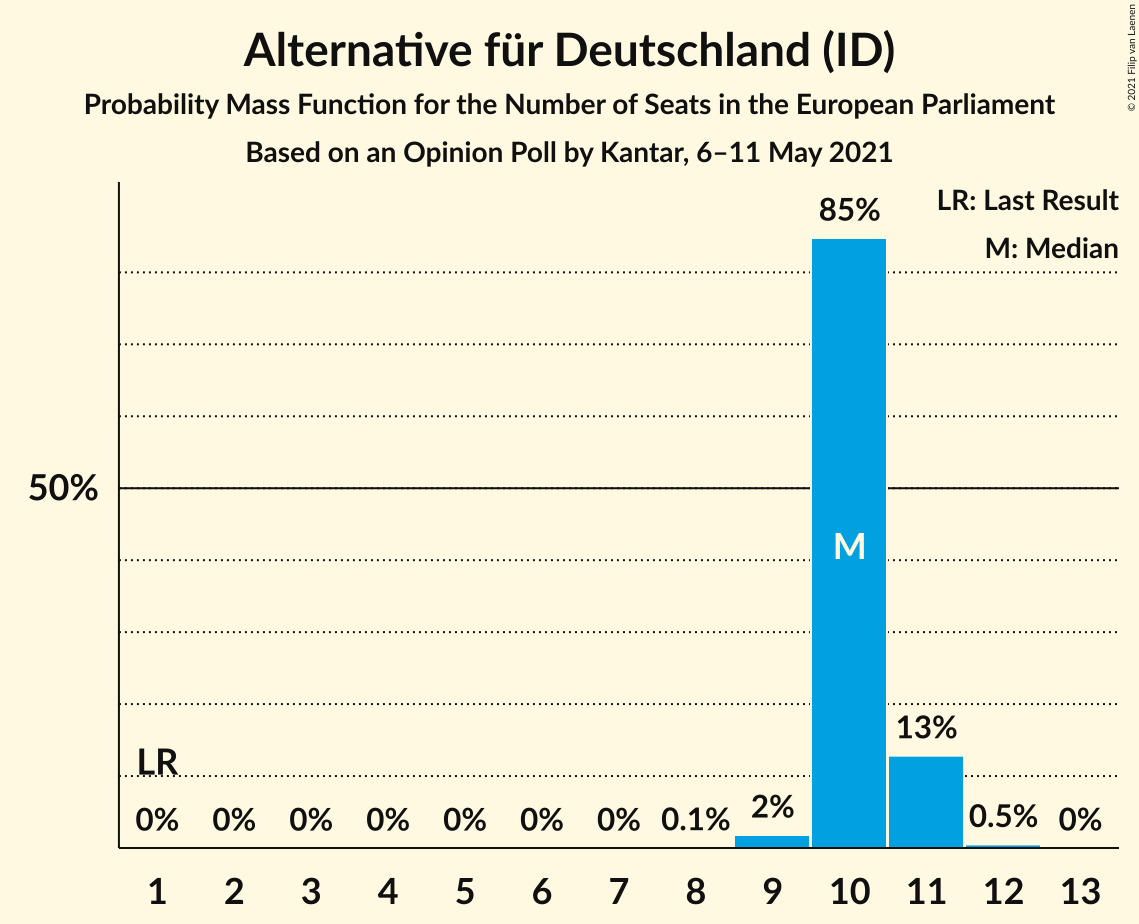 Alternative für Deutschland (ID)
Probability Mass Function for the Number of Seats in the European Parliament
Based on an Opinion Poll by Kantar, 6–11 May 2021
© 2021 Filip van Laenen
LR: Last Result
M: Median
85%
50%
M
13%
LR
0% 0% 0% 0% 0% 0% 0% 0.1% 2% 0.5% 0%
1 2 3 4 5 6 7 8 9 10 11 12 13